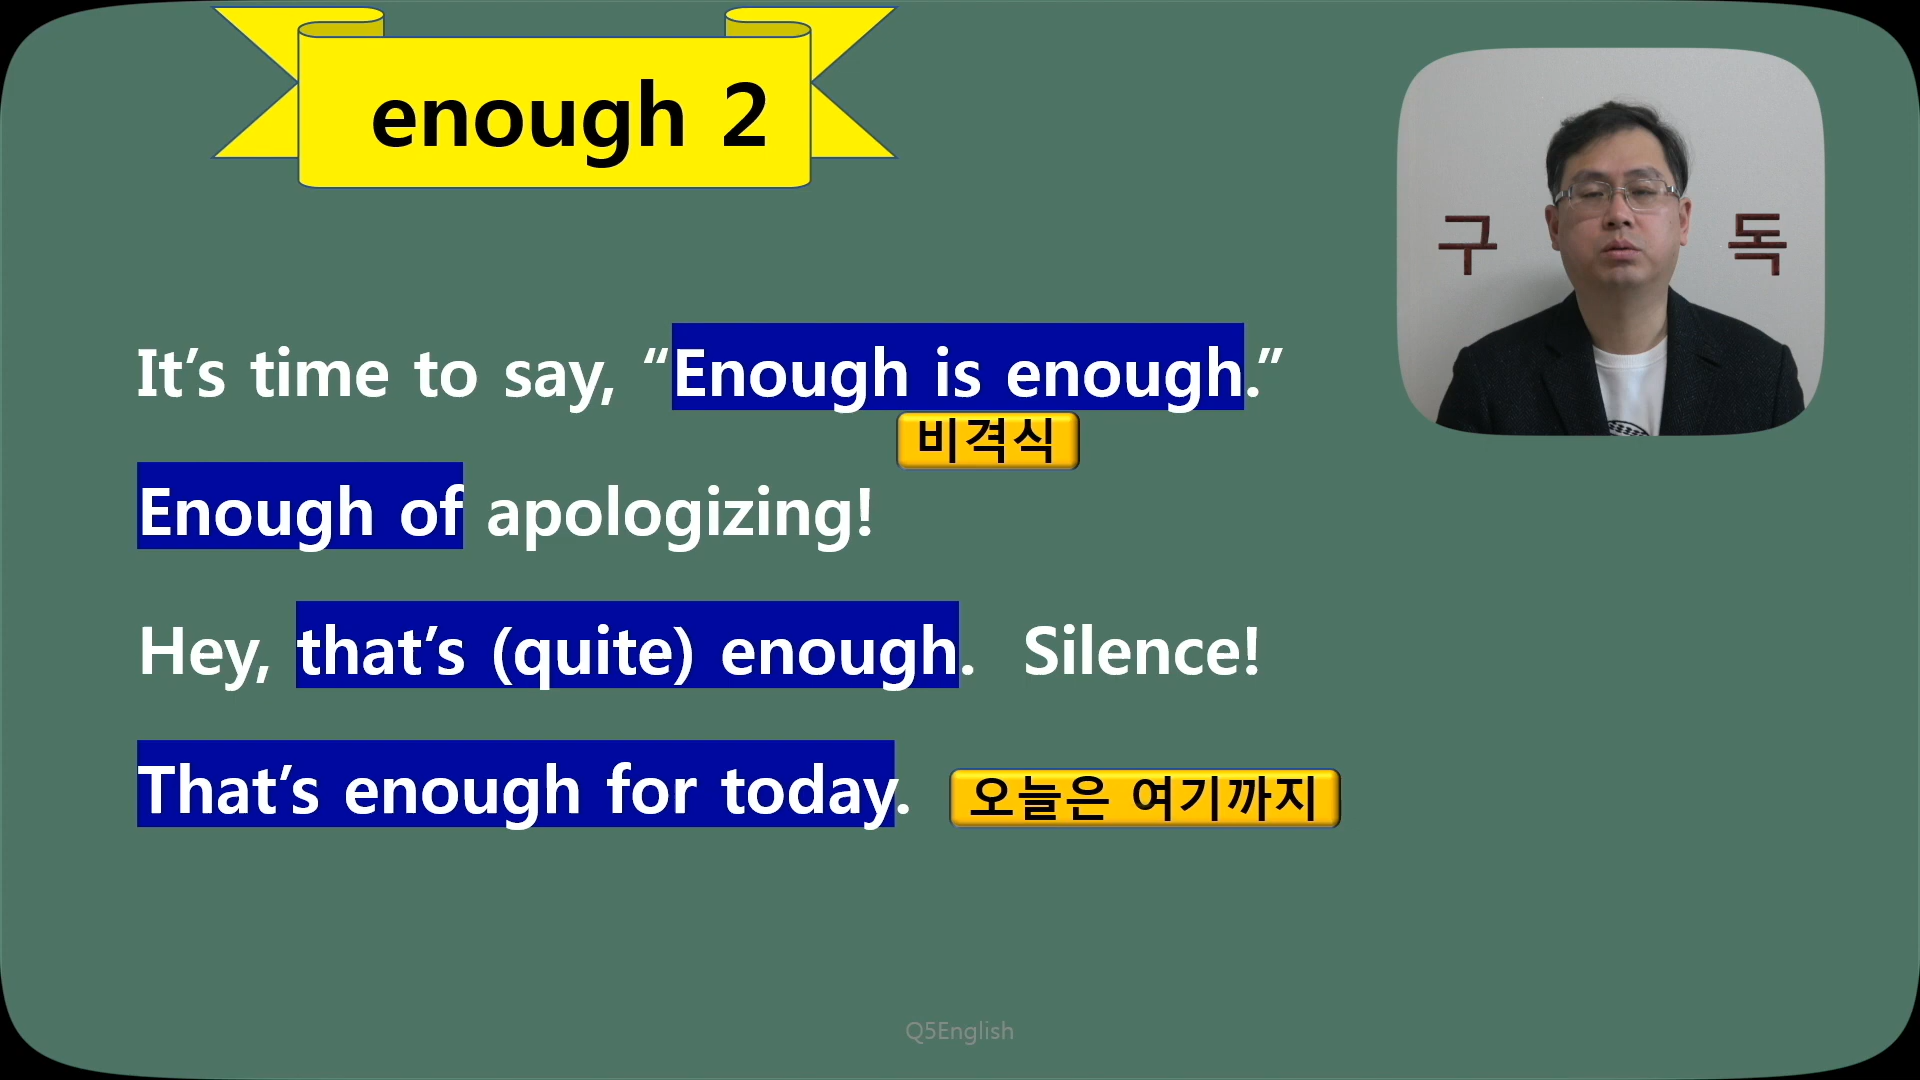 enough 2
구 독
It’s time to say, “Enough is enough.”
비격식
Enough of apologizing!
Hey, that’s (quite) enough.  Silence!
That’s enough for today. 오늘은 여기까지
Q5English